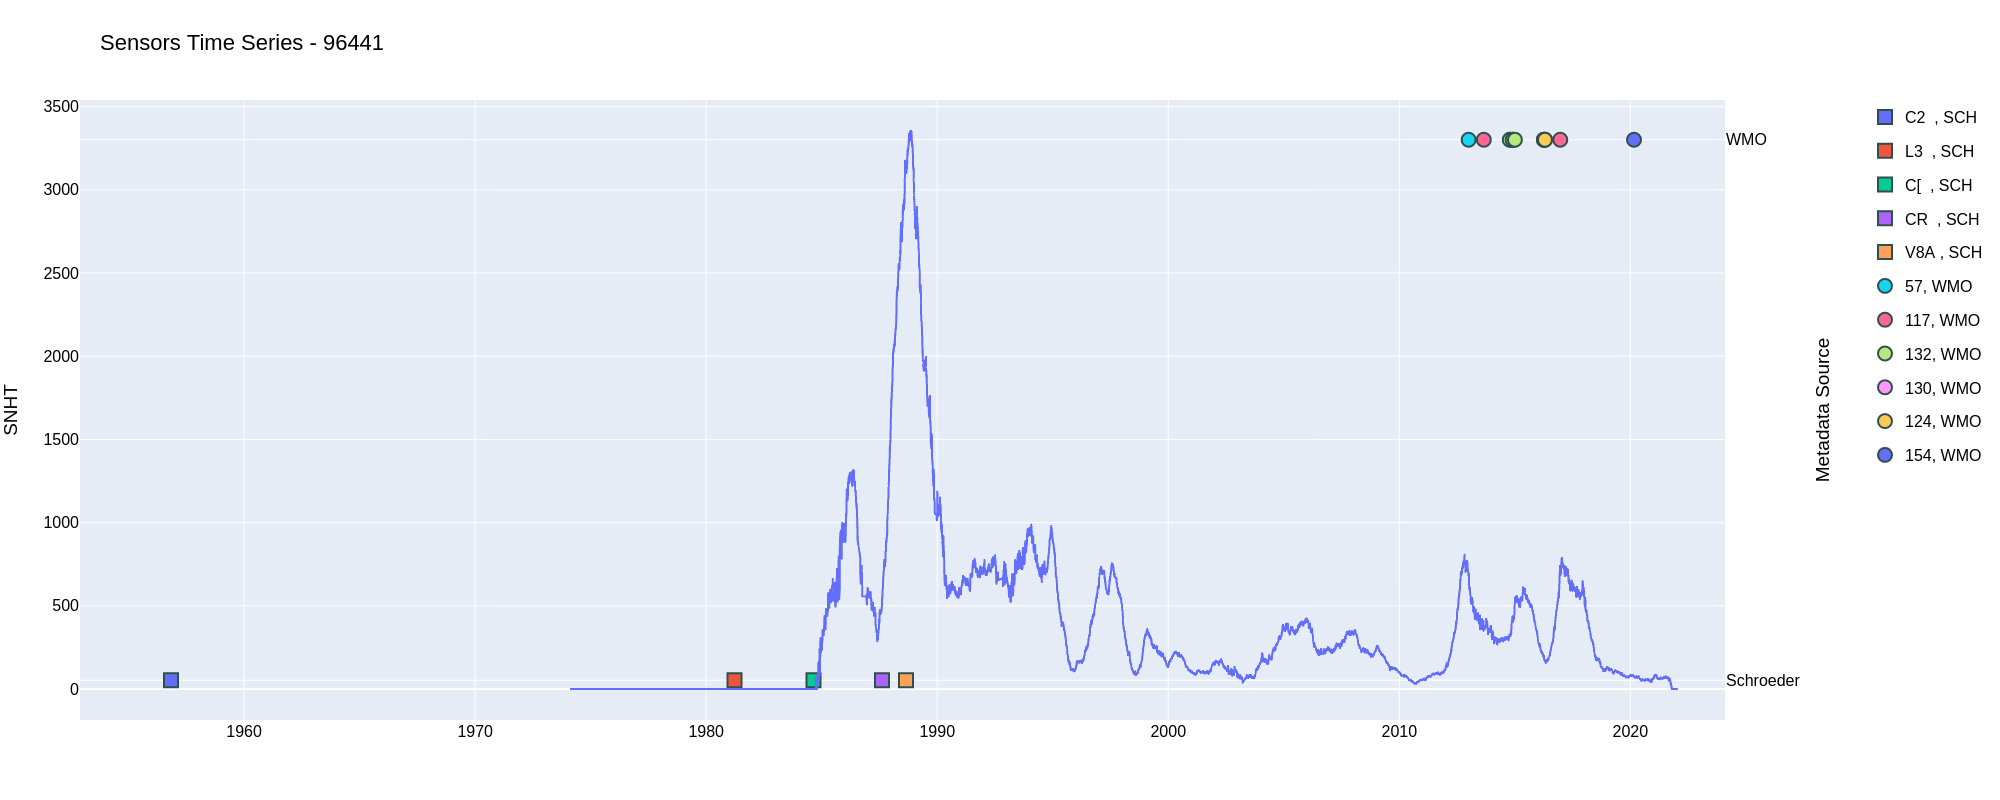 Sensors Time Series - 96441
3500
3000
2500
2000
1500
1000
500
0
SNHT
1960
1970
1980
1990
2000
2010
2020
WMO
Schroeder
Metadata Source
C2  , SCH
L3  , SCH
C[  , SCH
CR  , SCH
V8A , SCH
57, WMO
117, WMO
132, WMO
130, WMO
124, WMO
154, WMO